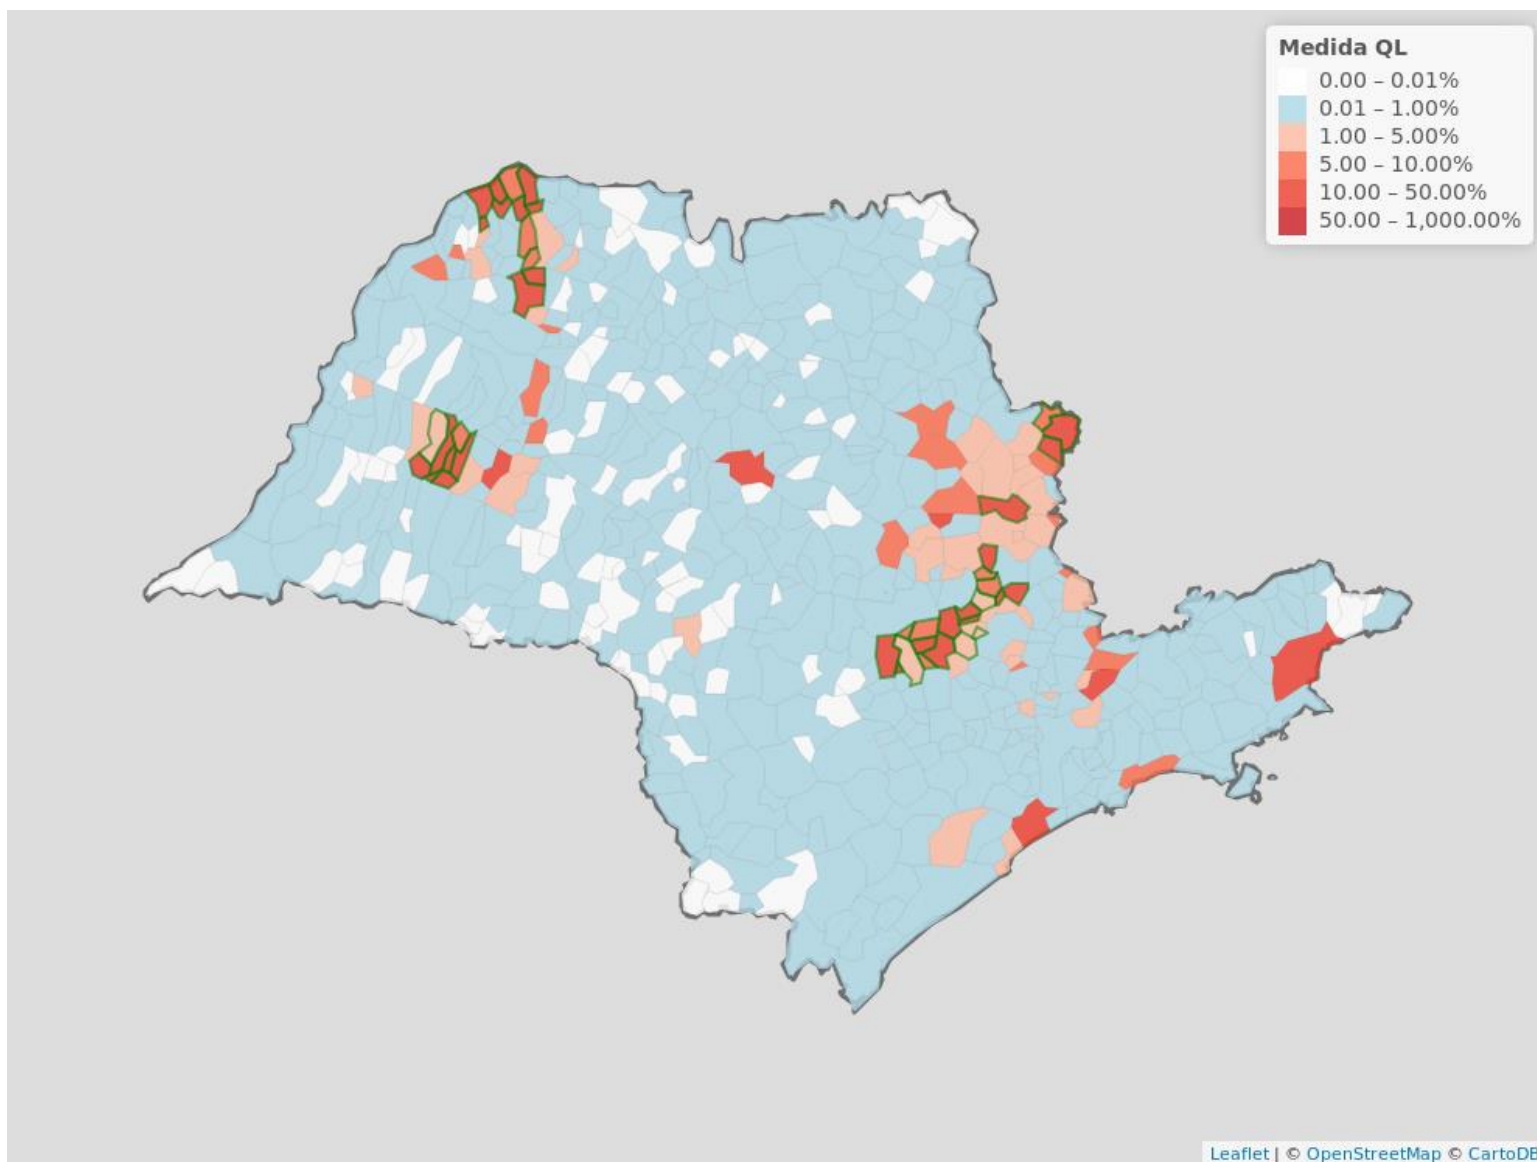 Medida QL
0.00 – 0.01%
0.01 – 1.00%
1.00 – 5.00%
5.00 – 10.00%
10.00 – 50.00%
50.00 – 1,000.00%
Leaflet | © OpenStreetMap © CartoDB